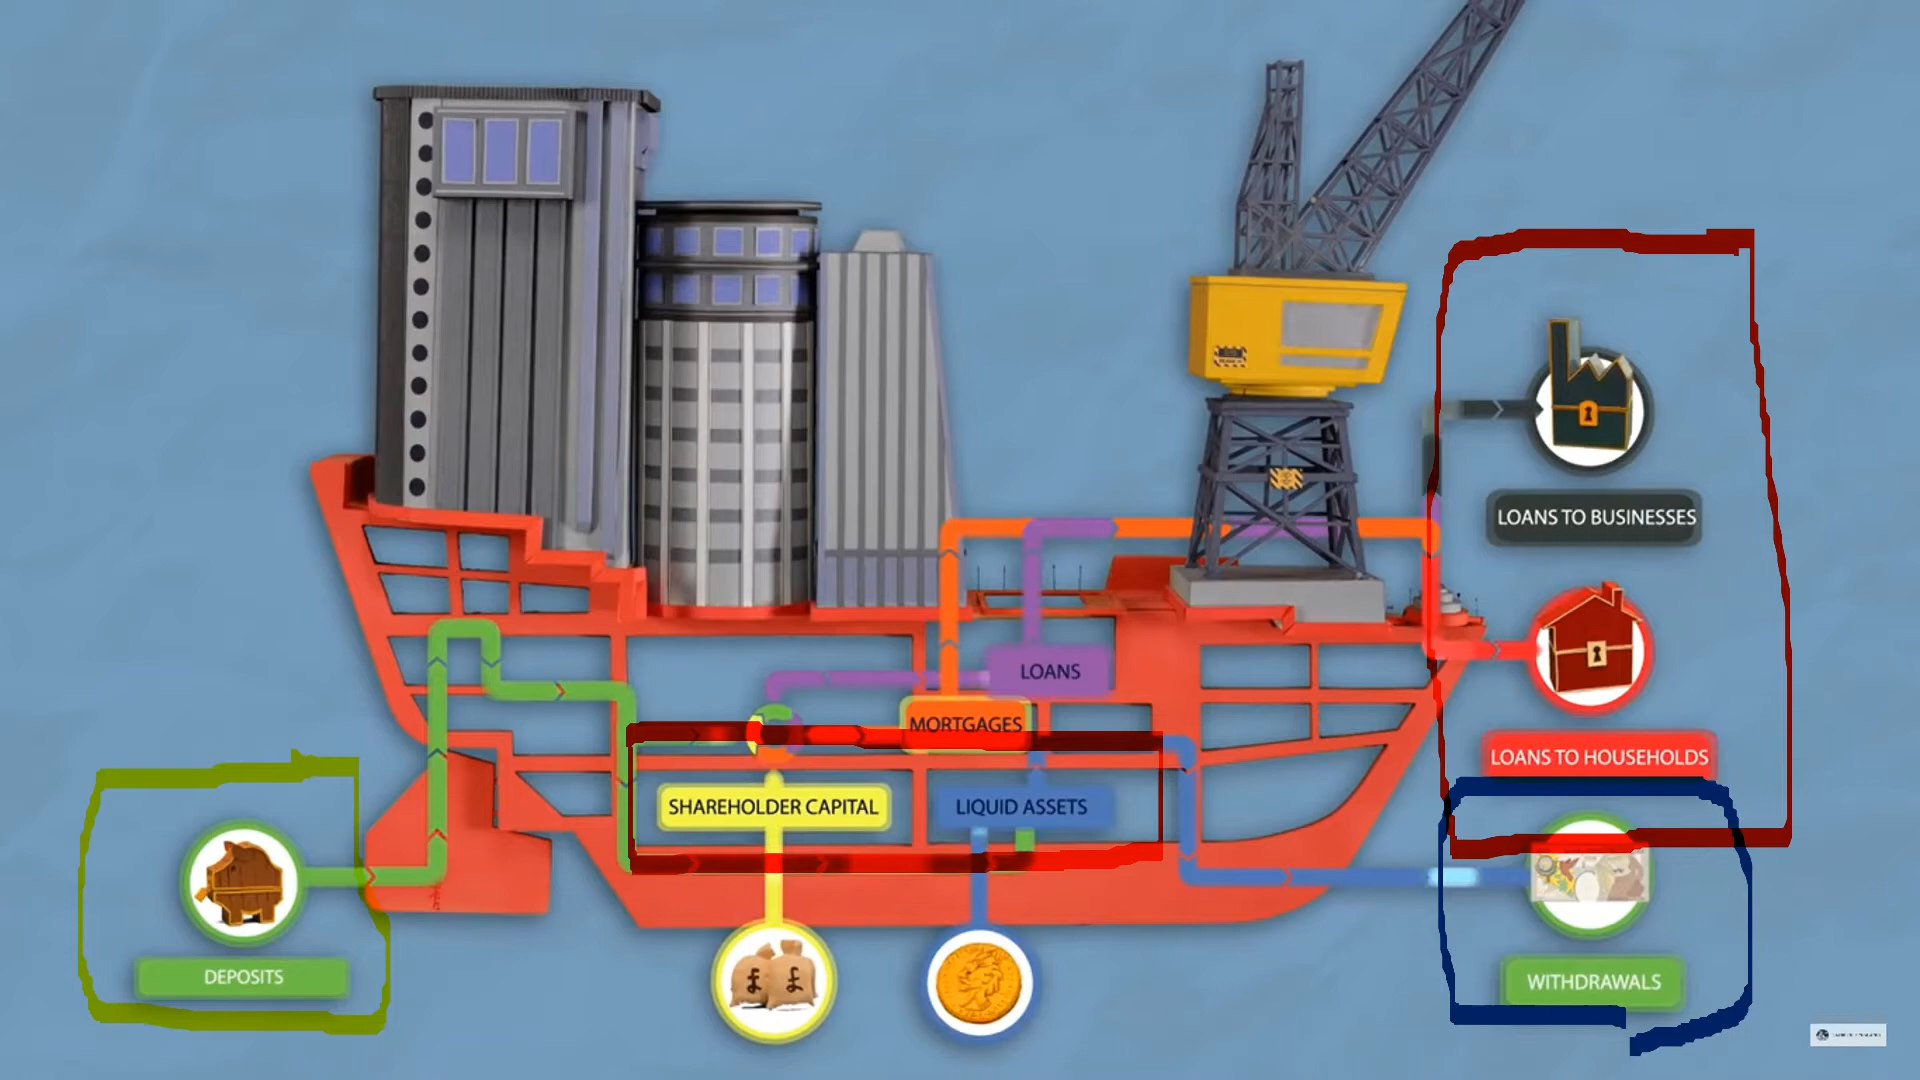 LOANS TO BUSINESSES
LOANS
MORTGAGES
LOANS TO HOUSEHOLDS
SHAREHOLDER CAPITAL
LIQUID ASSETS
DEPOSITS
WITHDRAWALS
£ £